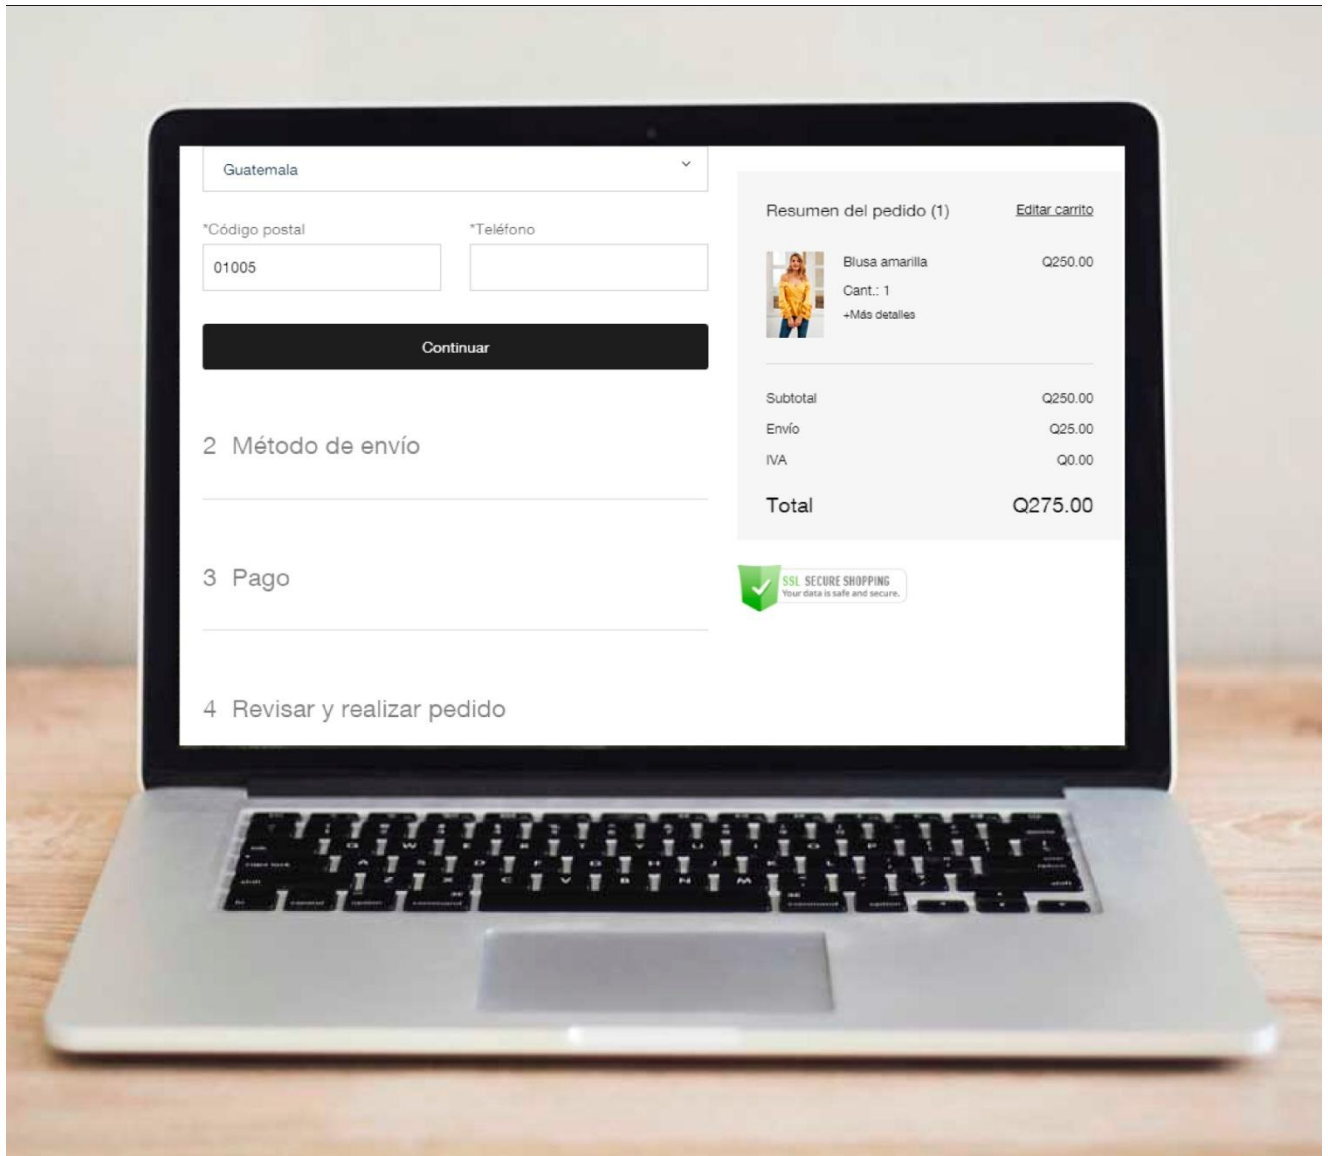 Guatemala
*Código postal
*Teléfono
01005
Continuar
2 Método de envío
3 Pago
4 Revisar y realizar pedido
Resumen del pedido (1)
Editar carrito
Blusa amarilla
Q250.00
Cant.: 1
+Más detalles
Subtotal
Q250.00
Envío
Q25.00
IVA
Q0.00
Total
Q275.00
SSL SECURE SHOPPING
Your data is safe and secure.